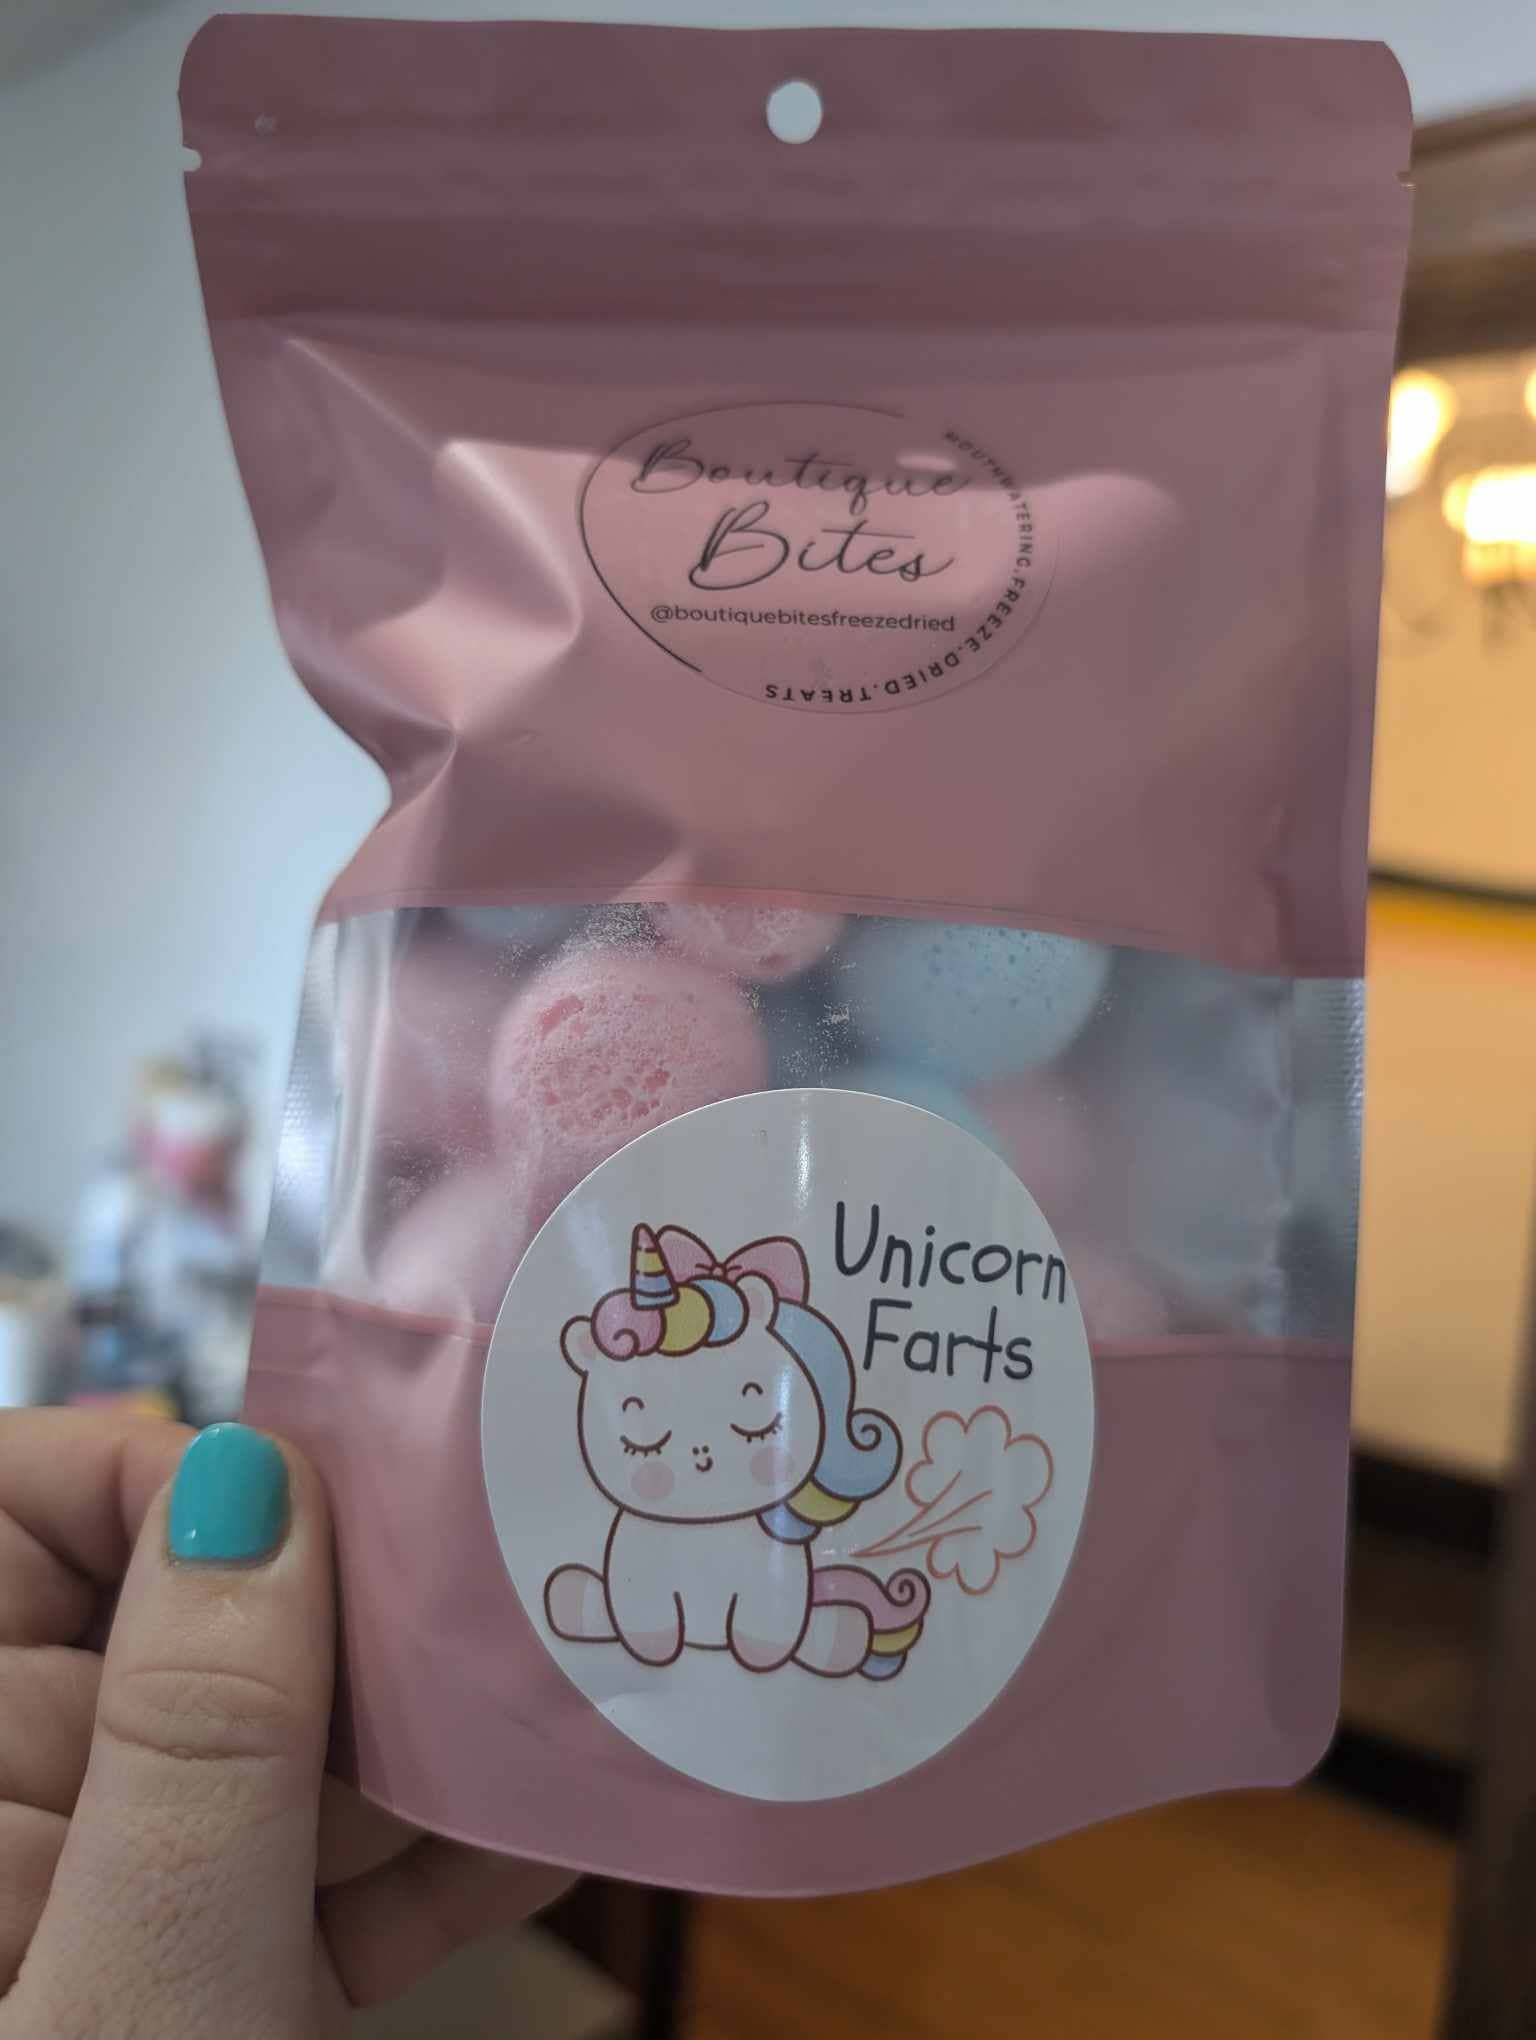 Boutique
Bites
@boutiquebitesfreezedried
MOUTHWATERING.FREEZE.DRIED.TREATS
Unicorn
Farts